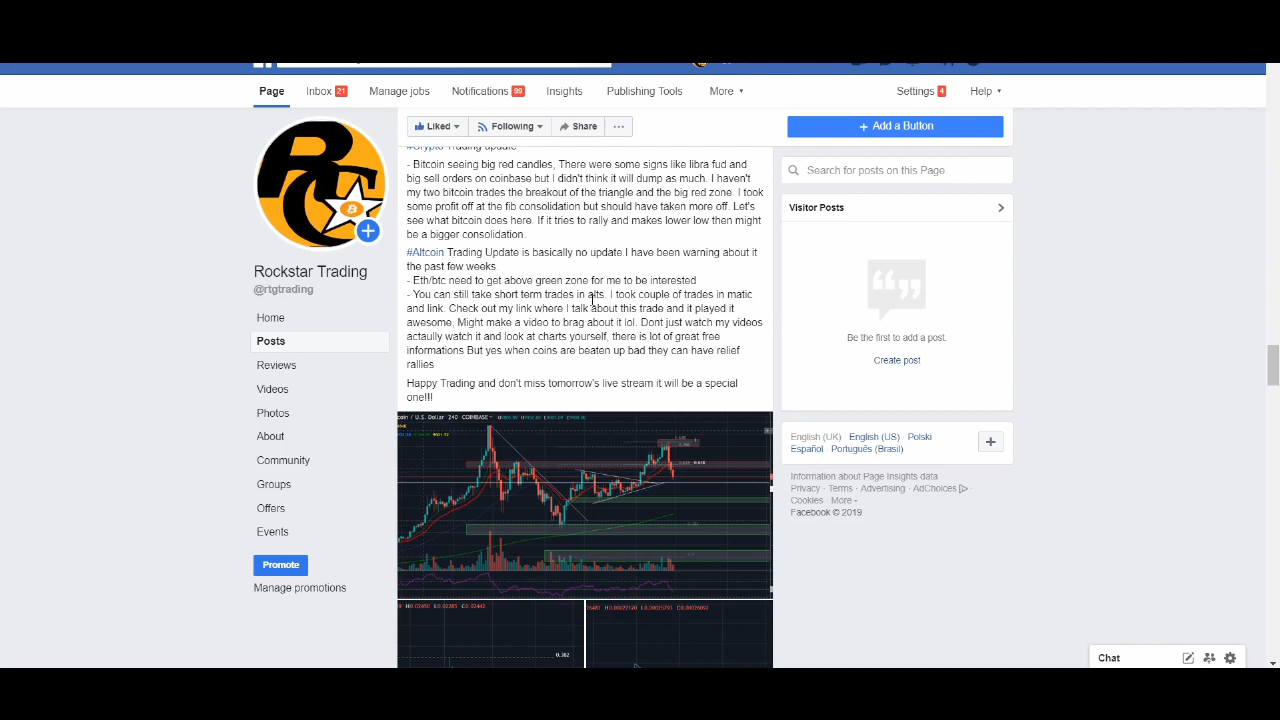 Page
Inbox 21
Manage jobs
Notifications 99
Insights
Publishing Tools
More
Settings 4
Help
Liked
Following
Share
+ Add a Button
#Crypto Trading update
- Bitcoin seeing big red candles, There were some signs like libra fud and
big sell orders on coinbase but I didn't think it will dump as much. I haven't
my two bitcoin trades the breakout of the triangle and the big red zone. I took
some profit off at the fib consolidation but should have taken more off. Let's
see what bitcoin does here. If it tries to rally and makes lower low then might
be a bigger consolidation.
#Altcoin Trading Update is basically no update I have been warning about it
the past few weeks.
- Eth/btc need to get above green zone for me to be interested
- You can still take short term trades in alts. I took couple of trades in matic
and link. Check out my link where I talk about this trade and it played it
awesome, Might make a video to brag about it lol. Dont just watch my videos
actaully watch it and look at charts yourself, there is lot of great free
informations But yes when coins are beaten up bad they can have relief
rallies
Happy Trading and don't miss tomorrow's live stream it will be a special
one!!!
Rockstar Trading
@rtgtrading
Home
Posts
Reviews
Videos
Photos
About
Community
Groups
Offers
Events
Promote
Manage promotions
Search for posts on this Page
Visitor Posts
Be the first to add a post.
Create post
English (UK) · English (US) · Polski ·
Español · Português (Brasil)
Information about Page Insights data
Privacy · Terms · Advertising · AdChoices ·
Cookies · More
Facebook © 2019
coin / U.S. Dollar 240 COINBASE
0.382
Chat